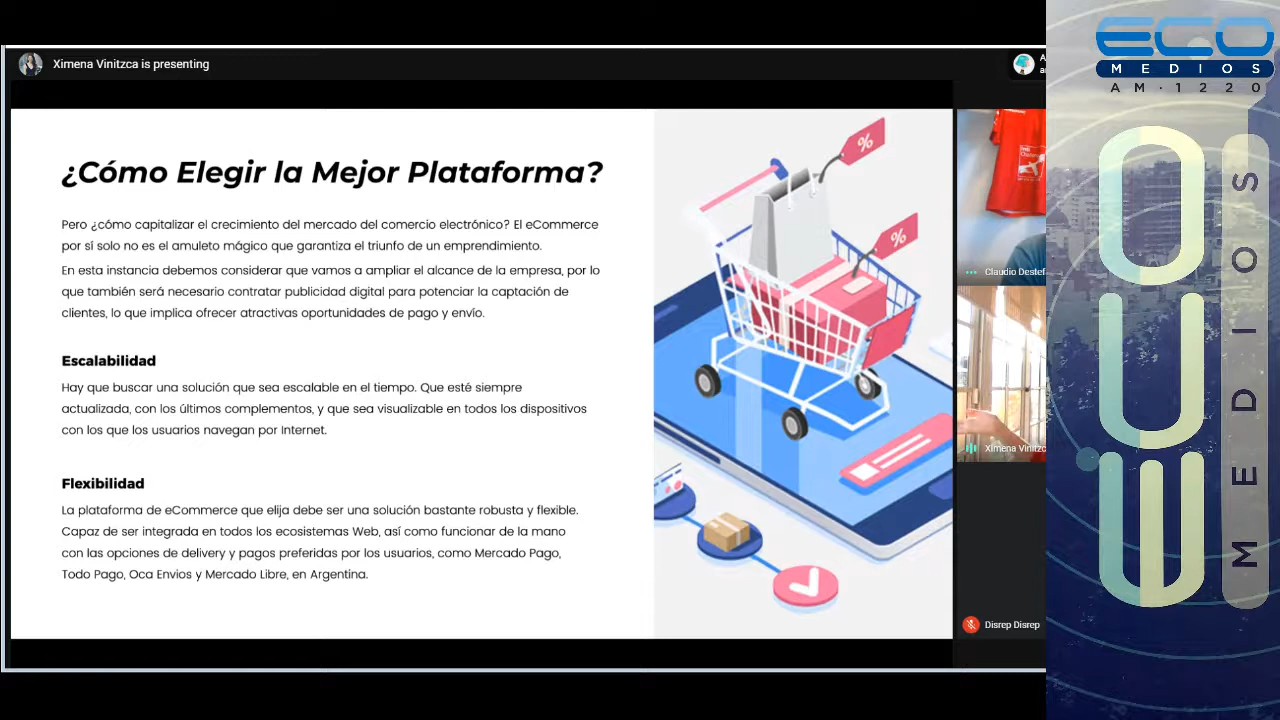 Ximena Vinitzca is presenting
¿Cómo Elegir la Mejor Plataforma?
Pero ¿cómo capitalizar el crecimiento del mercado del comercio electrónico? El eCommerce
por sí solo no es el amuleto mágico que garantiza el triunfo de un emprendimiento.
En esta instancia debemos considerar que vamos a ampliar el alcance de la empresa, por lo
que también será necesario contratar publicidad digital para potenciar la captación de
clientes, lo que implica ofrecer atractivas oportunidades de pago y envío.
Escalabilidad
Hay que buscar una solución que sea escalable en el tiempo. Que esté siempre
actualizada, con los últimos complementos, y que sea visualizable en todos los dispositivos
con los que los usuarios navegan por Internet.
Flexibilidad
La plataforma de eCommerce que elija debe ser una solución bastante robusta y flexible.
Capaz de ser integrada en todos los ecosistemas Web, así como funcionar de la mano
con las opciones de delivery y pagos preferidas por los usuarios, como Mercado Pago,
Todo Pago, Oca Envios y Mercado Libre, en Argentina.
%
%
Claudio Destef
Ximena Vinitzc
Disrep Disrep
ECO
MEDIOS
AM·1220
ECO
MEDIOS